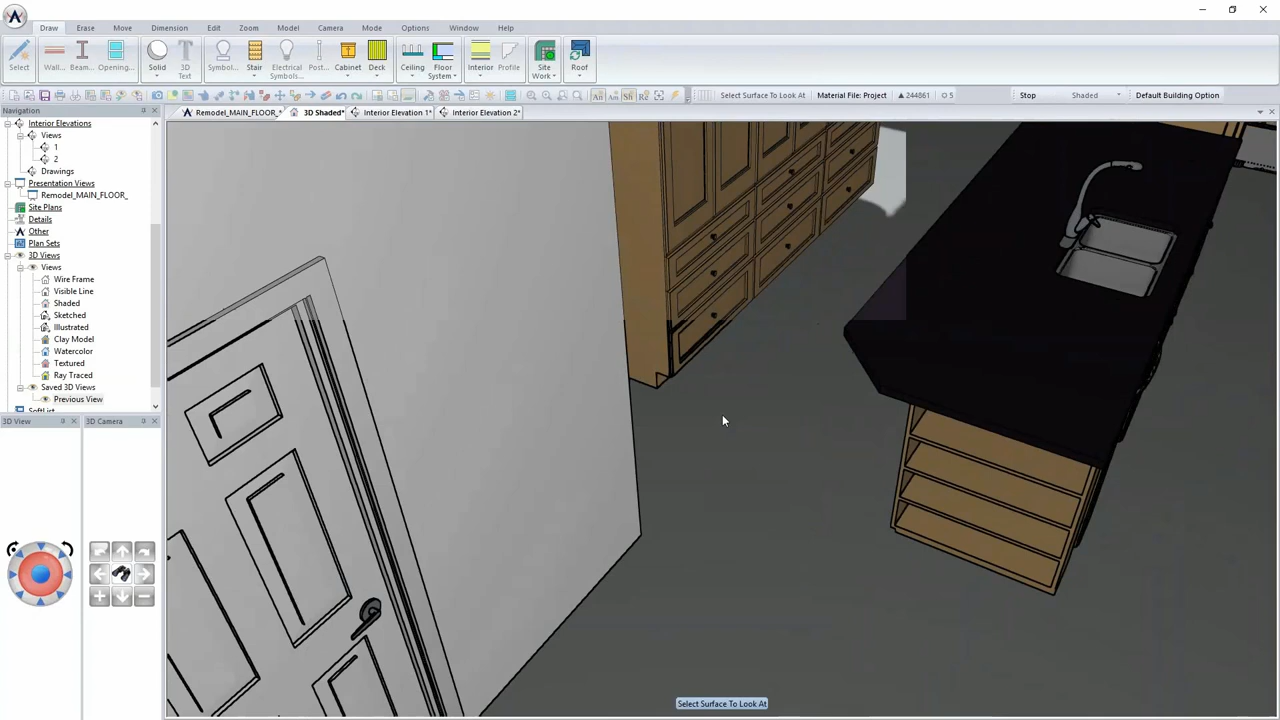 Draw Erase Move Dimension Edit Zoom Model Camera Mode Options Window Help
Select Wall... Beam... Opening... Solid 3D Text Symbol... Stair Electrical Symbols... Post... Cabinet Deck Ceiling Floor System Interior Profile Site Work Roof
Select Surface To Look At Material File: Project 244861 5 Stop Shaded Default Building Option
Navigation
Remodel_MAIN_FLOOR_* 3D Shaded* Interior Elevation 1* Interior Elevation 2*
Interior Elevations
Views
1
2
Drawings
Presentation Views
Remodel_MAIN_FLOOR_
Site Plans
Details
Other
Plan Sets
3D Views
Views
Wire Frame
Visible Line
Shaded
Sketched
Illustrated
Clay Model
Watercolor
Textured
Ray Traced
Saved 3D Views
Previous View
SoftList
3D View 3D Camera
Select Surface To Look At